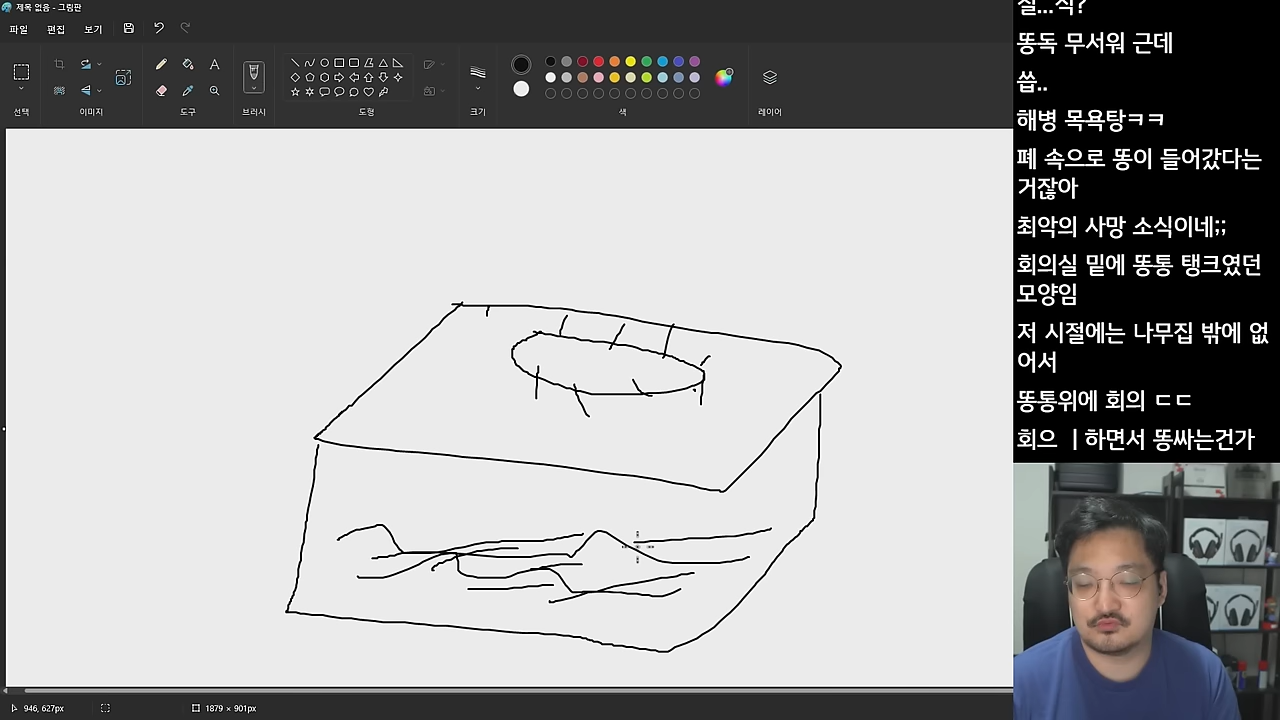 제목 없음 - 그림판
파일 편집 보기
선택 이미지 도구 브러시 도형 크기 색 레이어
똥독 무서워 근데
씁..
해병 목욕탕ㅋㅋ
폐 속으로 똥이 들어갔다는
거잖아
최악의 사망 소식이네;;
회의실 밑에 똥통 탱크였던
모양임
저 시절에는 나무집 밖에 없
어서
똥통위에 회의 ㄷㄷ
회으 ㅣ하면서 똥싸는건가
946, 627px
1879 × 901px